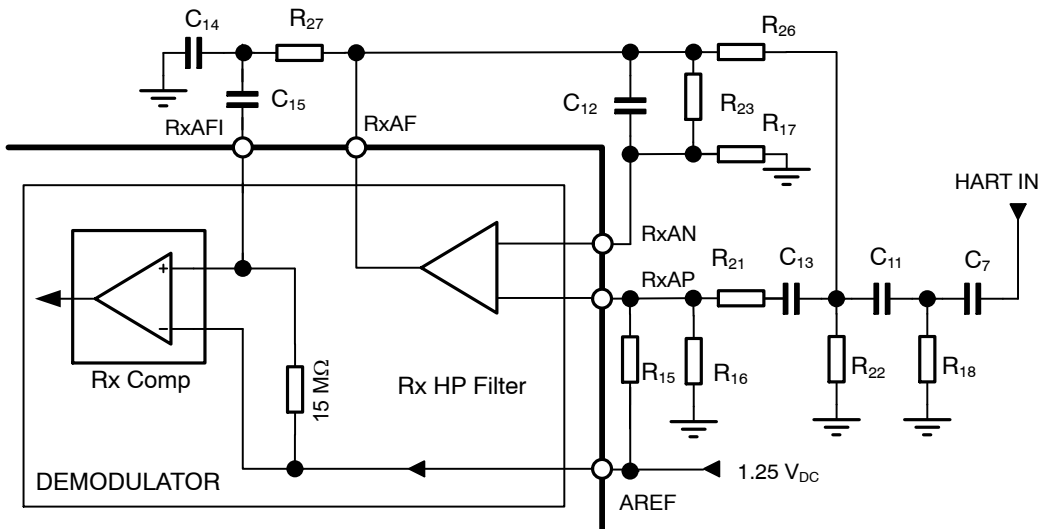 C14
R27
R26
C15
C12
R23
R17
RxAFI
RxAF
HART IN
RxAN
RxAP
R21
C13
C11
C7
+
−
Rx Comp
15 MΩ
Rx HP Filter
R15
R16
R22
R18
DEMODULATOR
1.25 VDC
AREF